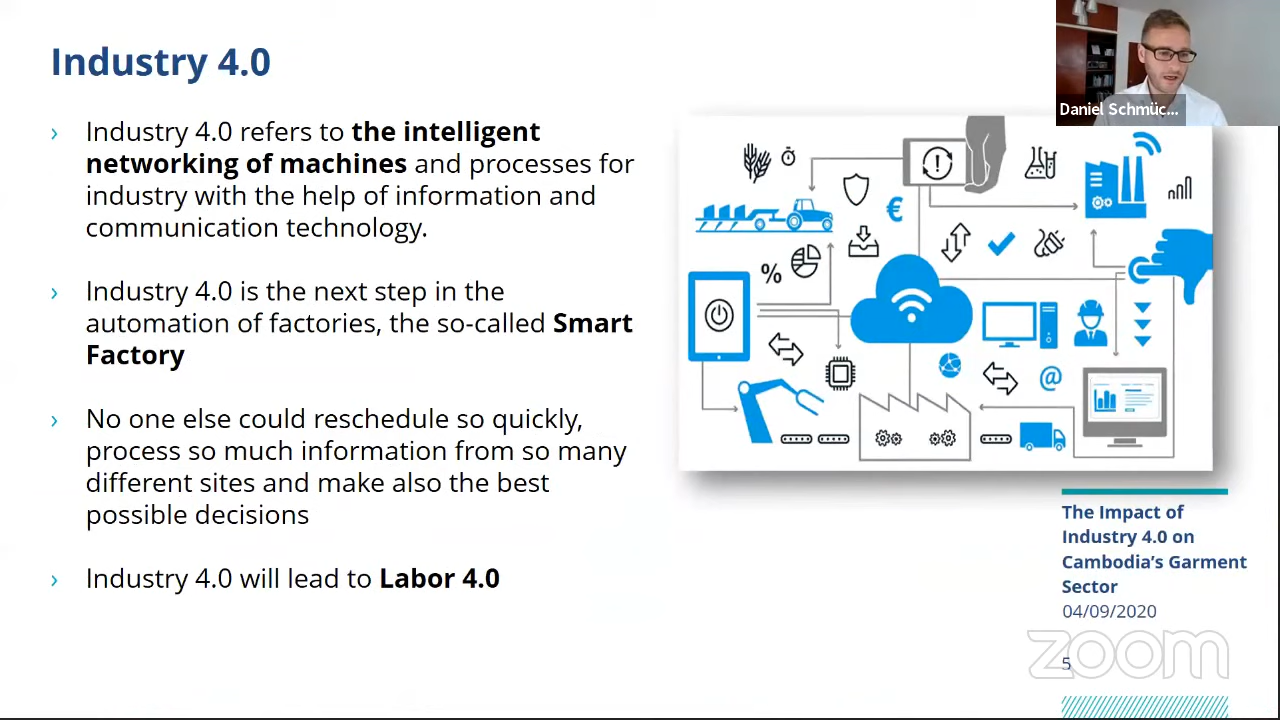 Industry 4.0
Daniel Schmüc...
› Industry 4.0 refers to the intelligent
networking of machines and processes for
industry with the help of information and
communication technology.
› Industry 4.0 is the next step in the
automation of factories, the so-called Smart
Factory
› No one else could reschedule so quickly,
process so much information from so many
different sites and make also the best
possible decisions
› Industry 4.0 will lead to Labor 4.0
€
%
@
The Impact of
Industry 4.0 on
Cambodia's Garment
Sector
04/09/2020
zoom
5